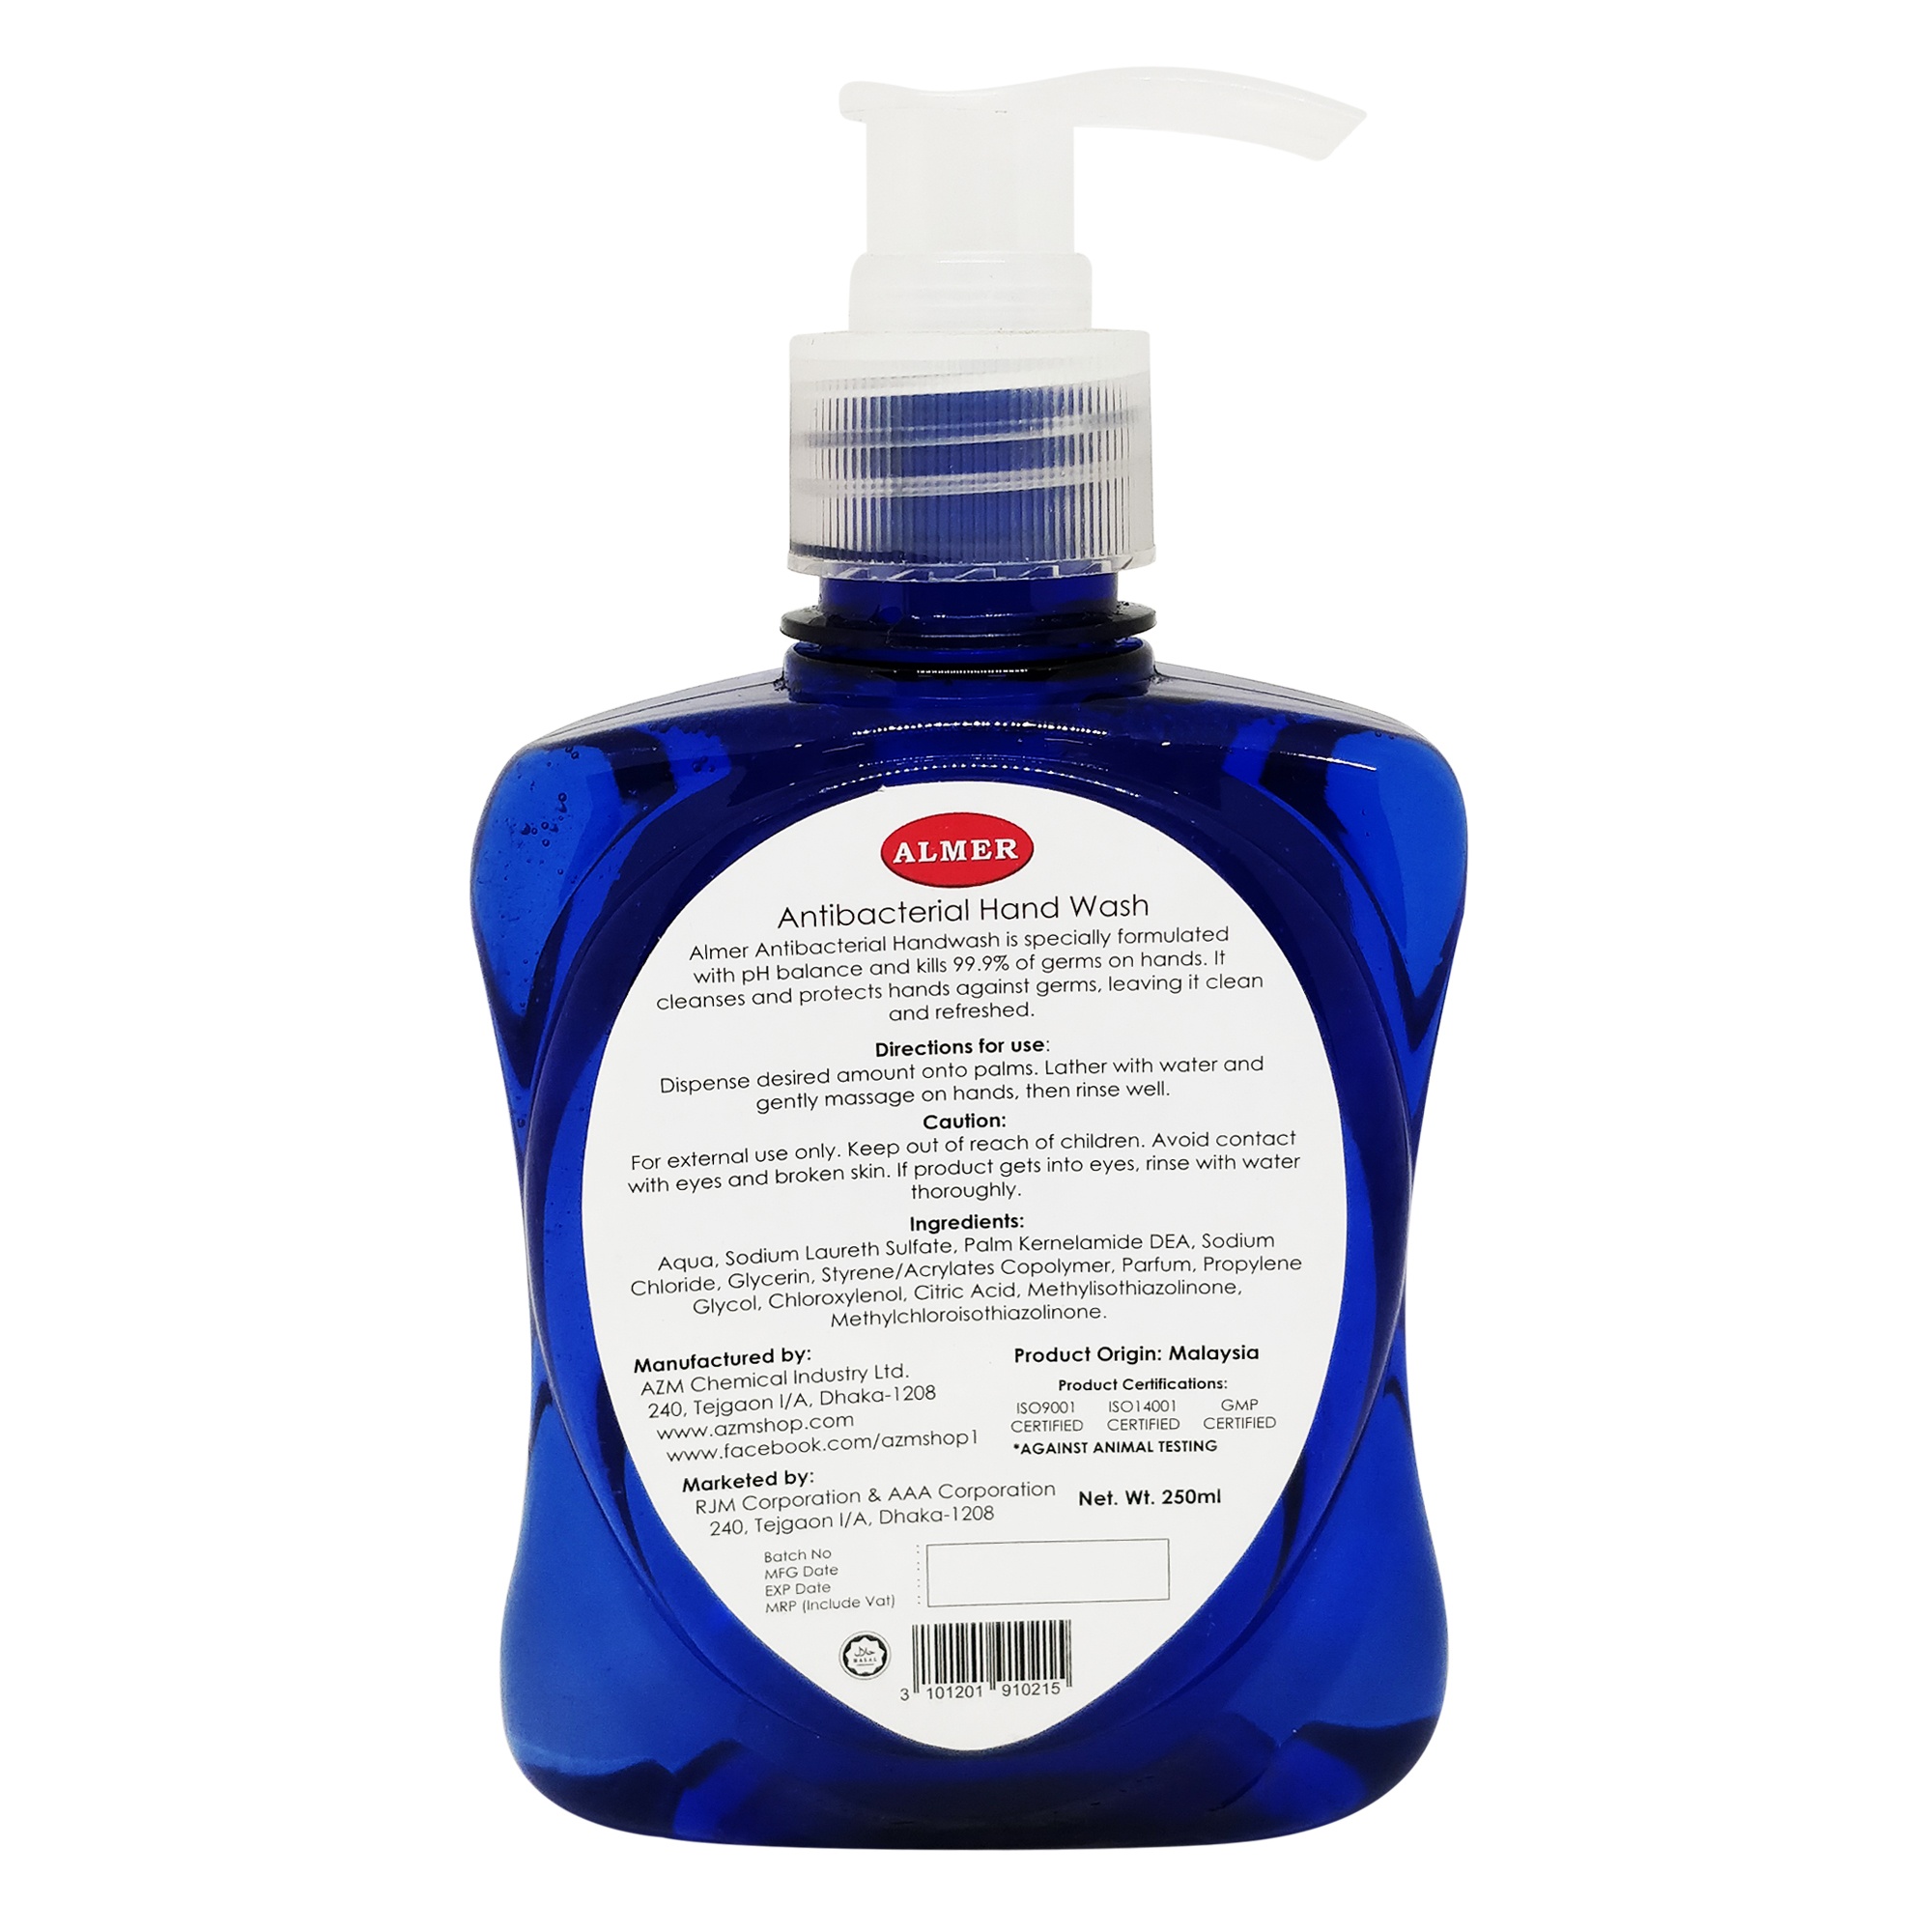 ALMER
Antibacterial Hand Wash
Almer Antibacterial Handwash is specially formulated
with pH balance and kills 99.9% of germs on hands. It
cleanses and protects hands against germs, leaving it clean
and refreshed.
Directions for use:
Dispense desired amount onto palms. Lather with water and
gently massage on hands, then rinse well.
Caution:
For external use only. Keep out of reach of children. Avoid contact
with eyes and broken skin. If product gets into eyes, rinse with water
thoroughly.
Ingredients:
Aqua, Sodium Laureth Sulfate, Palm Kernelamide DEA, Sodium
Chloride, Glycerin, Styrene/Acrylates Copolymer, Parfum, Propylene
Glycol, Chloroxylenol, Citric Acid, Methylisothiazolinone,
Methylchloroisothiazolinone.
Manufactured by:
AZM Chemical Industry Ltd.
240, Tejgaon I/A, Dhaka-1208
www.azmshop.com
www.facebook.com/azmshop1
Product Origin: Malaysia
Product Certifications:
ISO9001 ISO14001 GMP
CERTIFIED CERTIFIED CERTIFIED
*AGAINST ANIMAL TESTING
Marketed by:
RJM Corporation & AAA Corporation
240, Tejgaon I/A, Dhaka-1208
Net. Wt. 250ml
Batch No :
MFG Date :
EXP Date :
MRP (Include Vat) :
حلال
HALAL
3 101201 910215